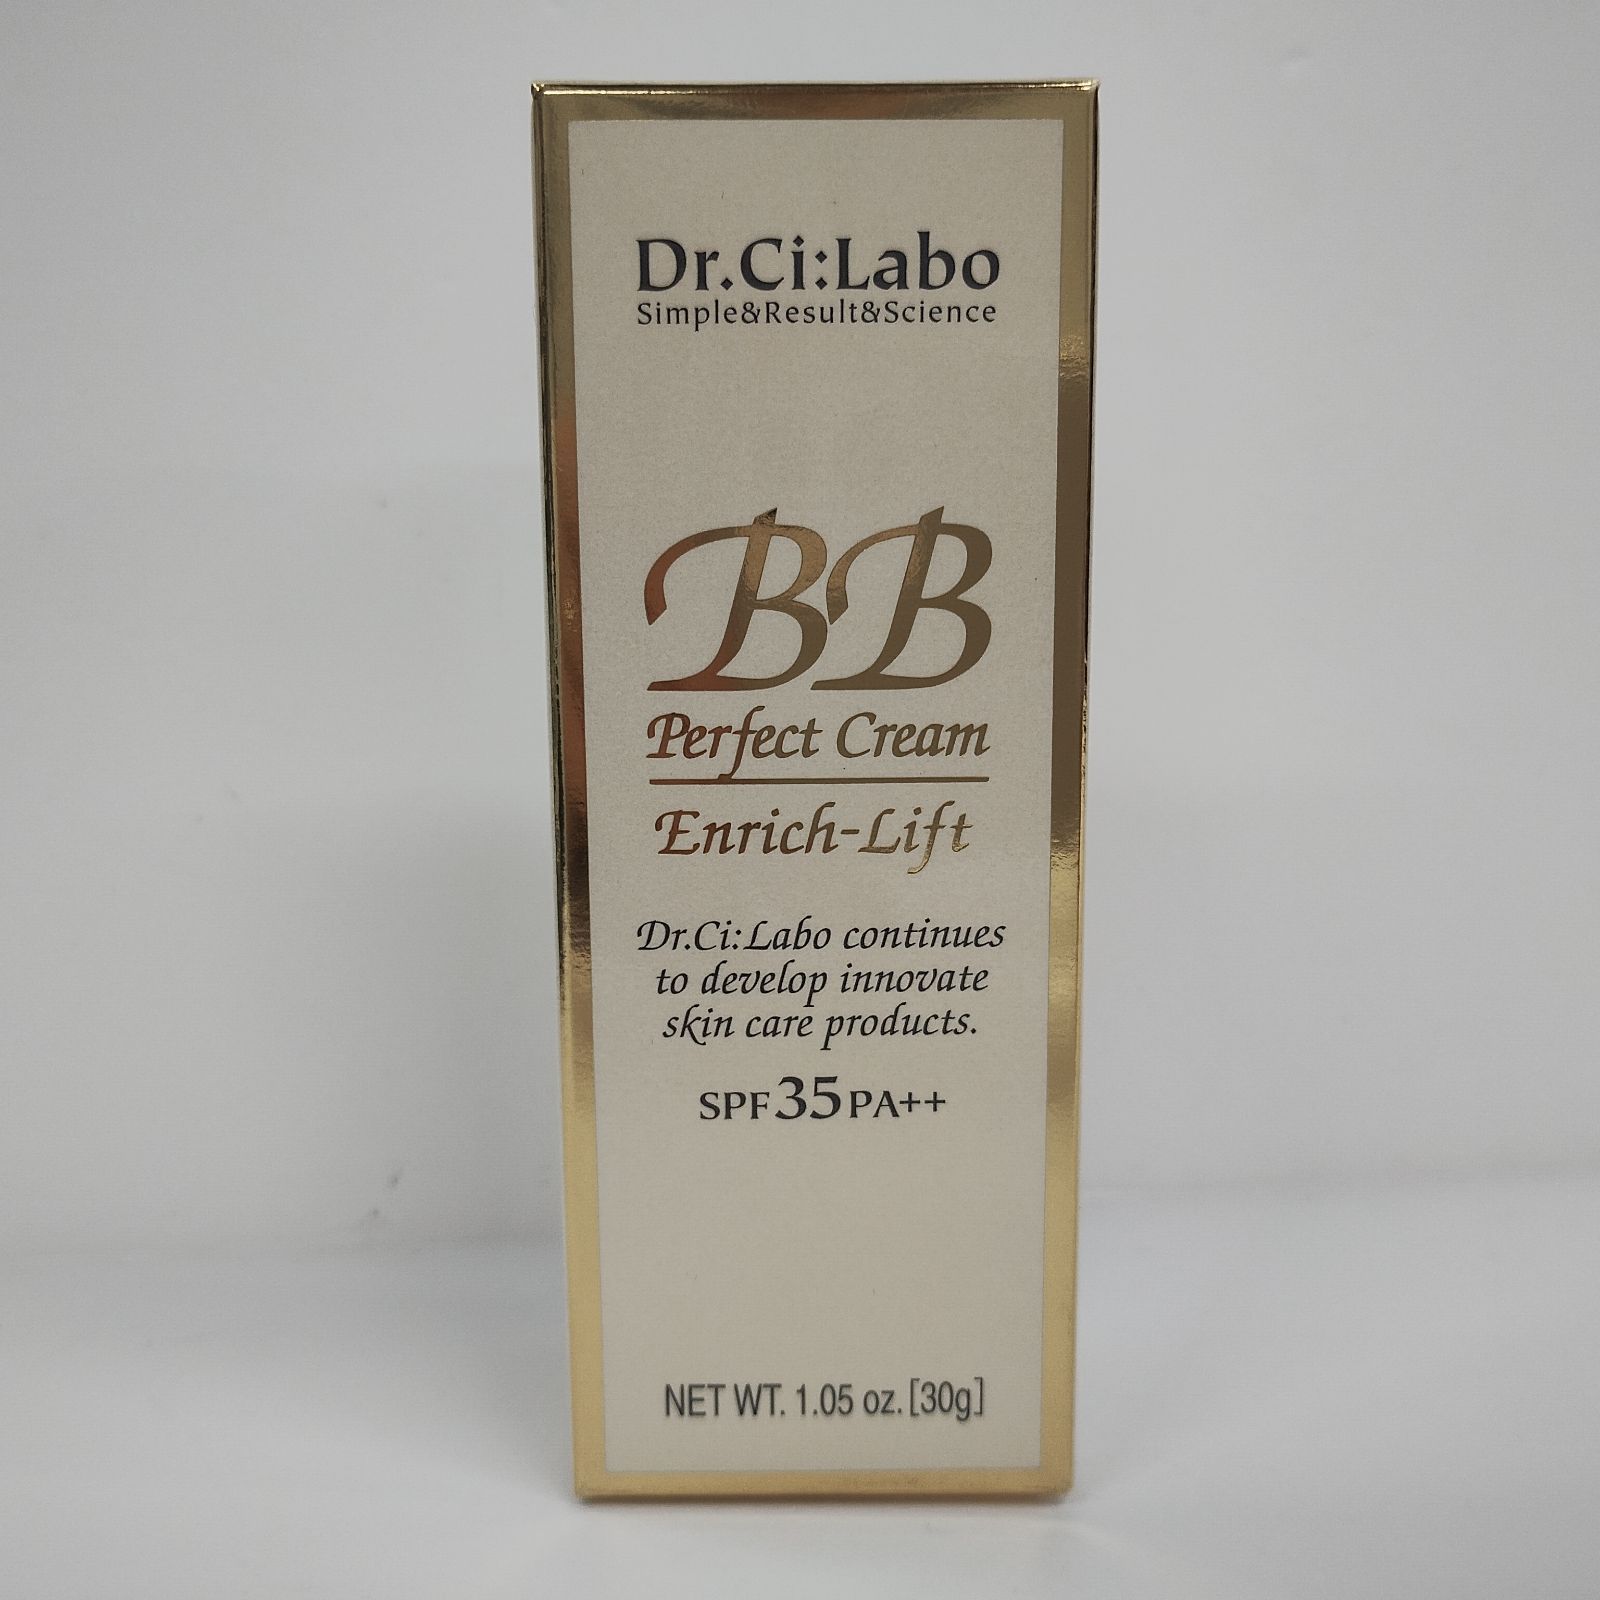 Dr.Ci:Labo
Simple&Result&Science
BB
Perfect Cream
Enrich-Lift
Dr.Ci:Labo continues
to develop innovate
skin care products.
SPF35PA++
NET WT. 1.05 oz.[30g]